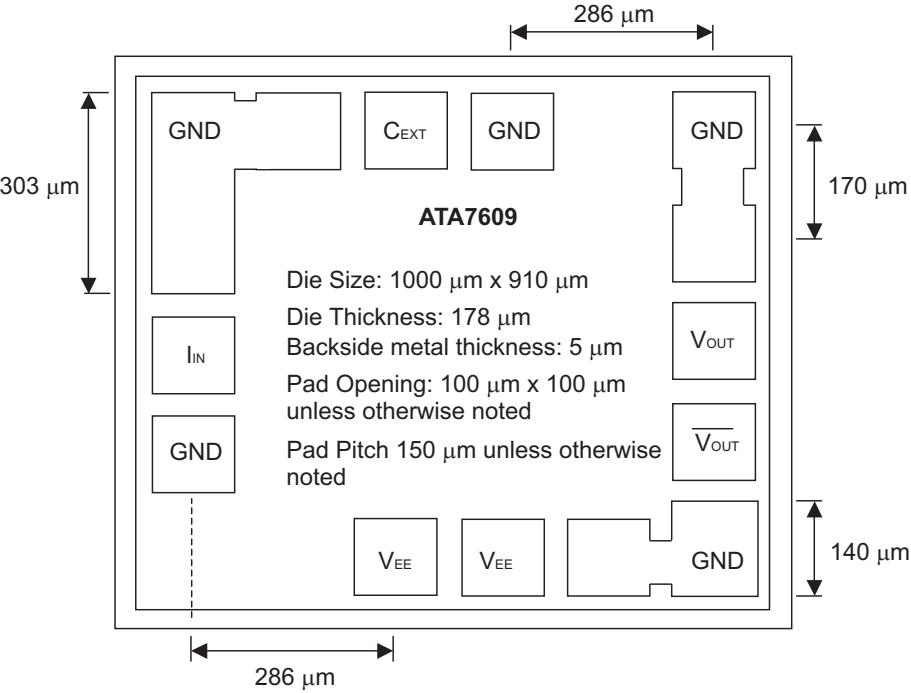 286 μm
GND
CEXT
GND
GND
303 μm
170 μm
ATA7609
Die Size: 1000 μm x 910 μm
Die Thickness: 178 μm
Backside metal thickness: 5 μm
Pad Opening: 100 μm x 100 μm
unless otherwise noted
Pad Pitch 150 μm unless otherwise
noted
IIN
VOUT
GND
V̅O̅U̅T̅
VEE
VEE
GND
140 μm
286 μm